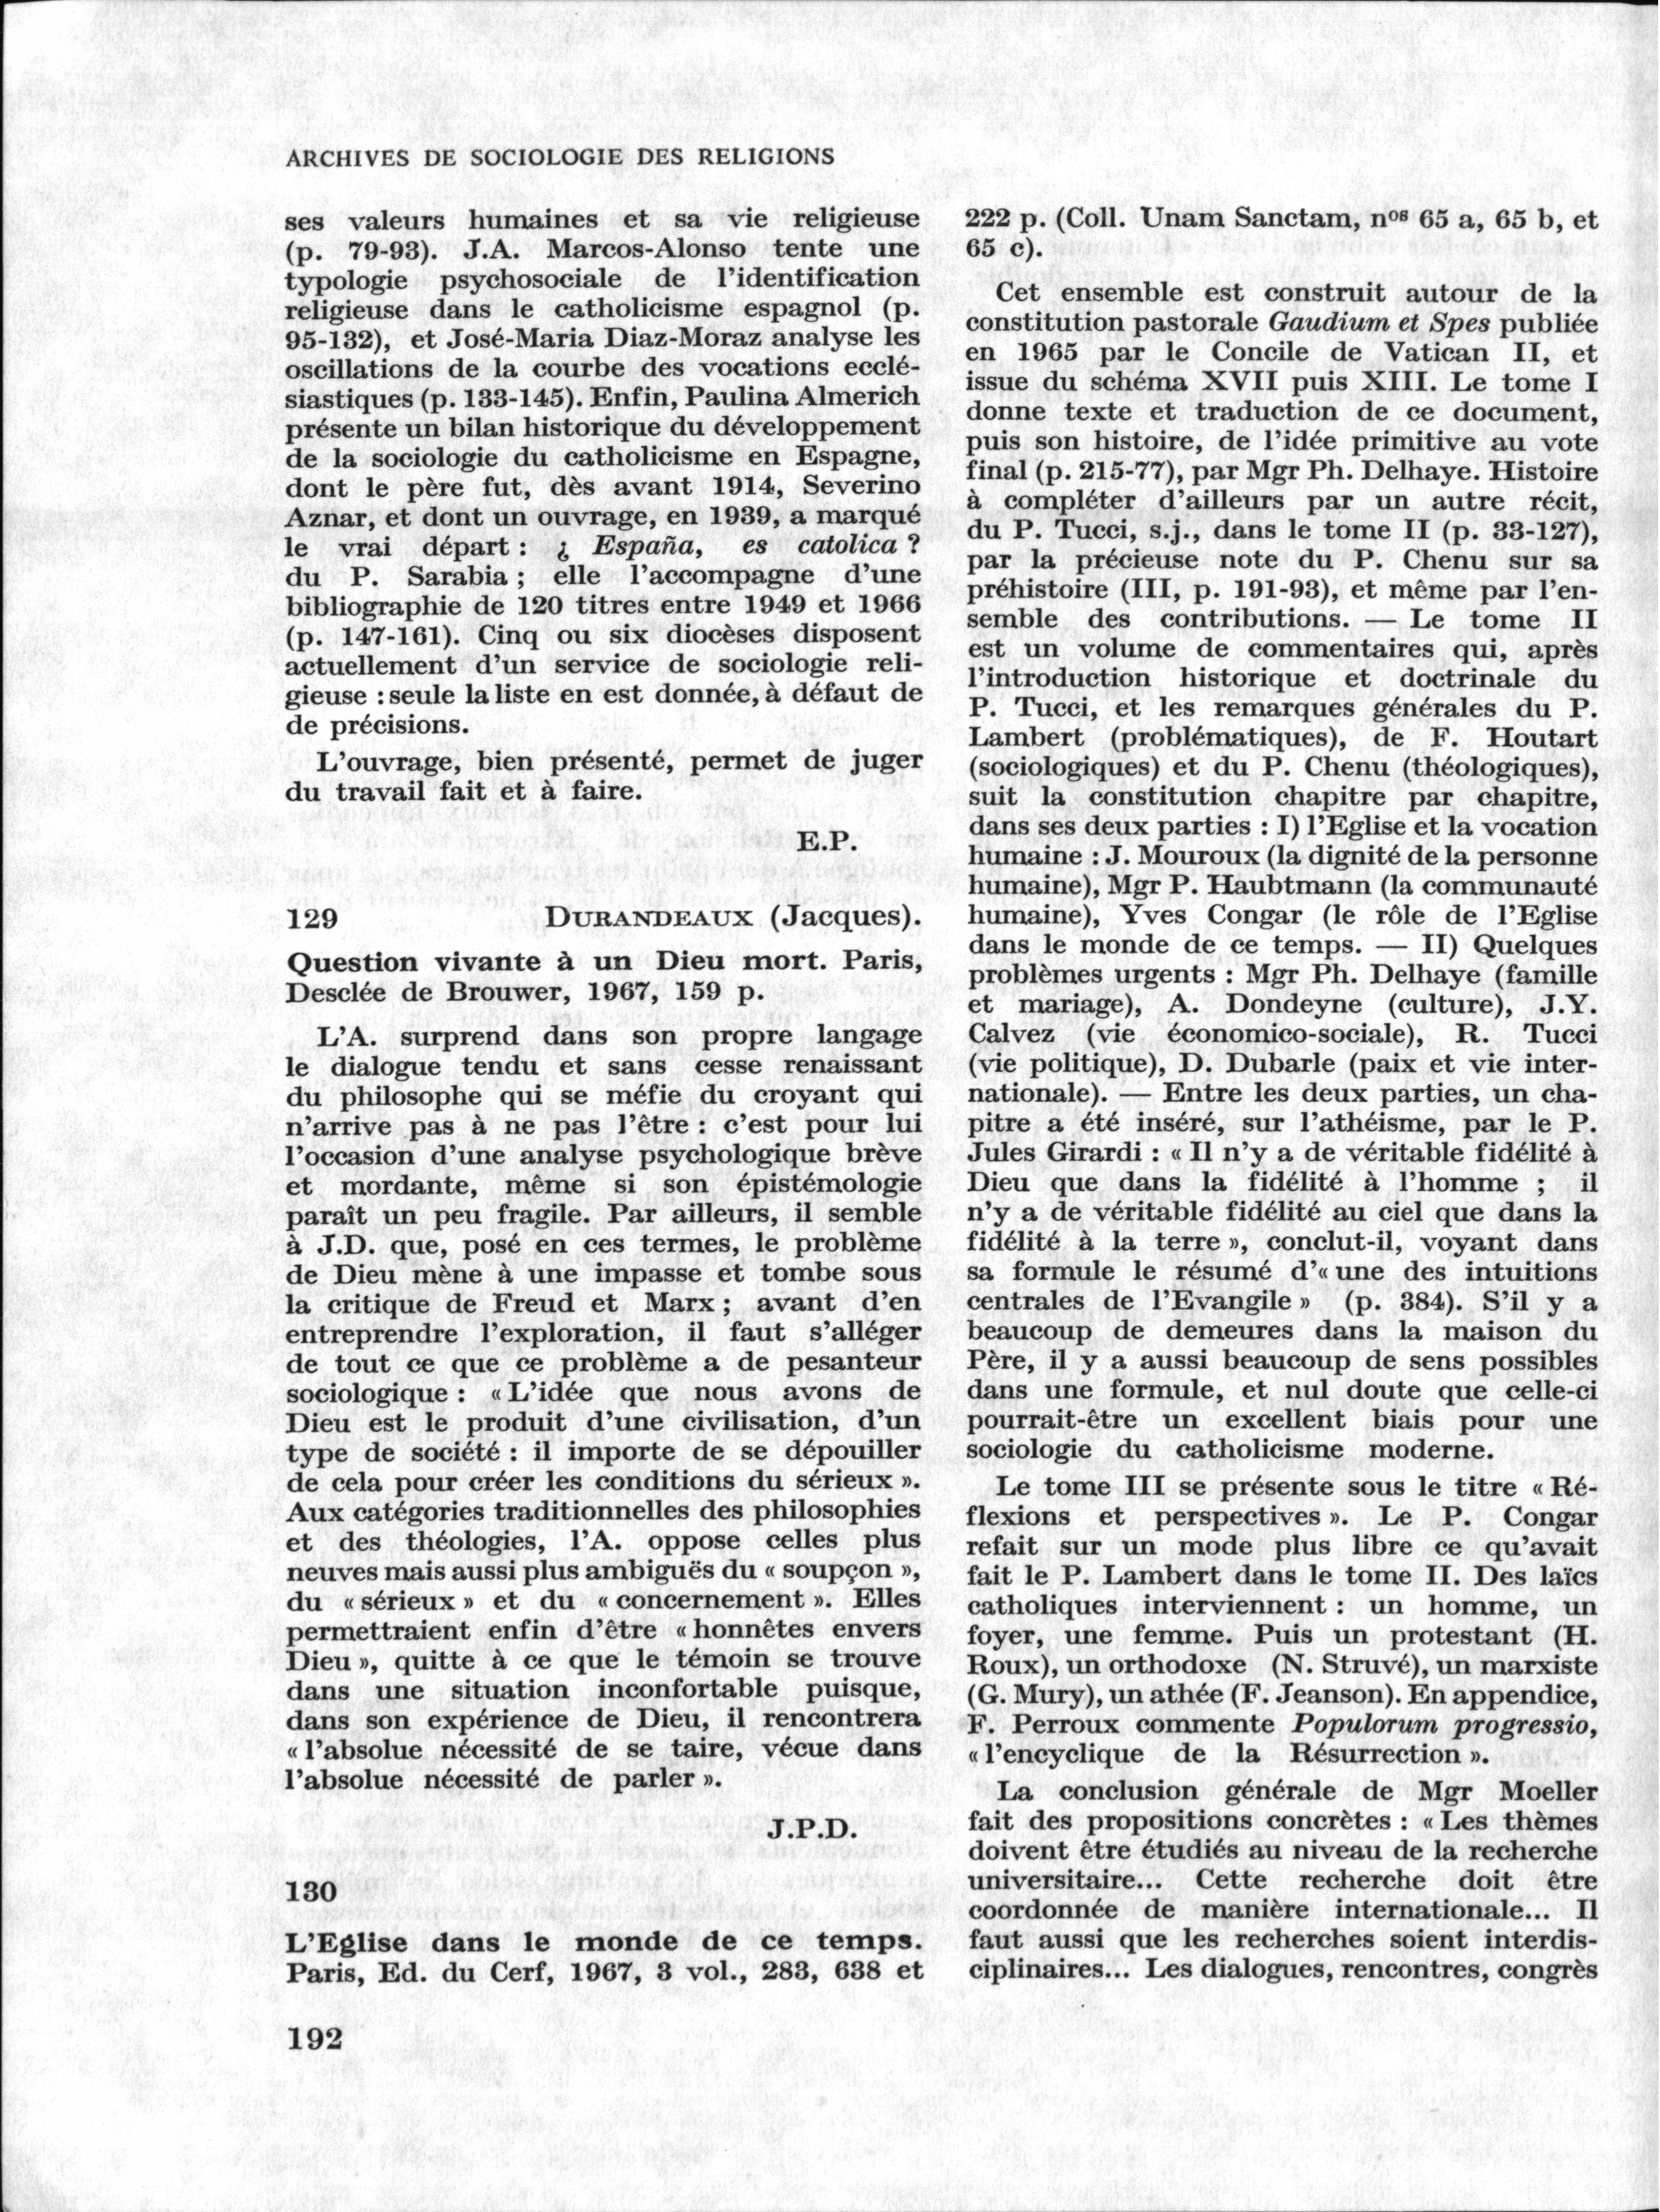 ARCHIVES DE SOCIOLOGIE DES RELIGIONS
ses valeurs humaines et sa vie religieuse
(p. 79-93). J.A. Marcos-Alonso tente une
typologie psychosociale de l'identification
religieuse dans le catholicisme espagnol (p.
95-132), et José-Maria Diaz-Moraz analyse les
oscillations de la courbe des vocations ecclé-
siastiques (p. 133-145). Enfin, Paulina Almerich
présente un bilan historique du développement
de la sociologie du catholicisme en Espagne,
dont le père fut, dès avant 1914, Severino
Aznar, et dont un ouvrage, en 1939, a marqué
le vrai départ : ¿ España, es catolica ?
du P. Sarabia ; elle l'accompagne d'une
bibliographie de 120 titres entre 1949 et 1966
(p. 147-161). Cinq ou six diocèses disposent
actuellement d'un service de sociologie reli-
gieuse : seule la liste en est donnée, à défaut de
de précisions.
L'ouvrage, bien présenté, permet de juger
du travail fait et à faire.
E.P.
129 DURANDEAUX (Jacques).
Question vivante à un Dieu mort. Paris,
Desclée de Brouwer, 1967, 159 p.
L'A. surprend dans son propre langage
le dialogue tendu et sans cesse renaissant
du philosophe qui se méfie du croyant qui
n'arrive pas à ne pas l'être : c'est pour lui
l'occasion d'une analyse psychologique brève
et mordante, même si son épistémologie
paraît un peu fragile. Par ailleurs, il semble
à J.D. que, posé en ces termes, le problème
de Dieu mène à une impasse et tombe sous
la critique de Freud et Marx ; avant d'en
entreprendre l'exploration, il faut s'alléger
de tout ce que ce problème a de pesanteur
sociologique : « L'idée que nous avons de
Dieu est le produit d'une civilisation, d'un
type de société : il importe de se dépouiller
de cela pour créer les conditions du sérieux ».
Aux catégories traditionnelles des philosophies
et des théologies, l'A. oppose celles plus
neuves mais aussi plus ambiguës du « soupçon »,
du « sérieux » et du « concernement ». Elles
permettraient enfin d'être « honnêtes envers
Dieu », quitte à ce que le témoin se trouve
dans une situation inconfortable puisque,
dans son expérience de Dieu, il rencontrera
« l'absolue nécessité de se taire, vécue dans
l'absolue nécessité de parler ».
J.P.D.
130
L'Eglise dans le monde de ce temps.
Paris, Ed. du Cerf, 1967, 3 vol., 283, 638 et
222 p. (Coll. Unam Sanctam, nos 65 a, 65 b, et
65 c).
Cet ensemble est construit autour de la
constitution pastorale Gaudium et Spes publiée
en 1965 par le Concile de Vatican II, et
issue du schéma XVII puis XIII. Le tome I
donne texte et traduction de ce document,
puis son histoire, de l'idée primitive au vote
final (p. 215-77), par Mgr Ph. Delhaye. Histoire
à compléter d'ailleurs par un autre récit,
du P. Tucci, s.j., dans le tome II (p. 33-127),
par la précieuse note du P. Chenu sur sa
préhistoire (III, p. 191-93), et même par l'en-
semble des contributions. — Le tome II
est un volume de commentaires qui, après
l'introduction historique et doctrinale du
P. Tucci, et les remarques générales du P.
Lambert (problématiques), de F. Houtart
(sociologiques) et du P. Chenu (théologiques),
suit la constitution chapitre par chapitre,
dans ses deux parties : I) l'Eglise et la vocation
humaine : J. Mouroux (la dignité de la personne
humaine), Mgr P. Haubtmann (la communauté
humaine), Yves Congar (le rôle de l'Eglise
dans le monde de ce temps. — II) Quelques
problèmes urgents : Mgr Ph. Delhaye (famille
et mariage), A. Dondeyne (culture), J.Y.
Calvez (vie économico-sociale), R. Tucci
(vie politique), D. Dubarle (paix et vie inter-
nationale). — Entre les deux parties, un cha-
pitre a été inséré, sur l'athéisme, par le P.
Jules Girardi : « Il n'y a de véritable fidélité à
Dieu que dans la fidélité à l'homme ; il
n'y a de véritable fidélité au ciel que dans la
fidélité à la terre », conclut-il, voyant dans
sa formule le résumé d'« une des intuitions
centrales de l'Evangile » (p. 384). S'il y a
beaucoup de demeures dans la maison du
Père, il y a aussi beaucoup de sens possibles
dans une formule, et nul doute que celle-ci
pourrait-être un excellent biais pour une
sociologie du catholicisme moderne.
Le tome III se présente sous le titre « Ré-
flexions et perspectives ». Le P. Congar
refait sur un mode plus libre ce qu'avait
fait le P. Lambert dans le tome II. Des laïcs
catholiques interviennent : un homme, un
foyer, une femme. Puis un protestant (H.
Roux), un orthodoxe (N. Struvé), un marxiste
(G. Mury), un athée (F. Jeanson). En appendice,
F. Perroux commente Populorum progressio,
« l'encyclique de la Résurrection ».
La conclusion générale de Mgr Moeller
fait des propositions concrètes : « Les thèmes
doivent être étudiés au niveau de la recherche
universitaire... Cette recherche doit être
coordonnée de manière internationale... Il
faut aussi que les recherches soient interdis-
ciplinaires... Les dialogues, rencontres, congrès
192